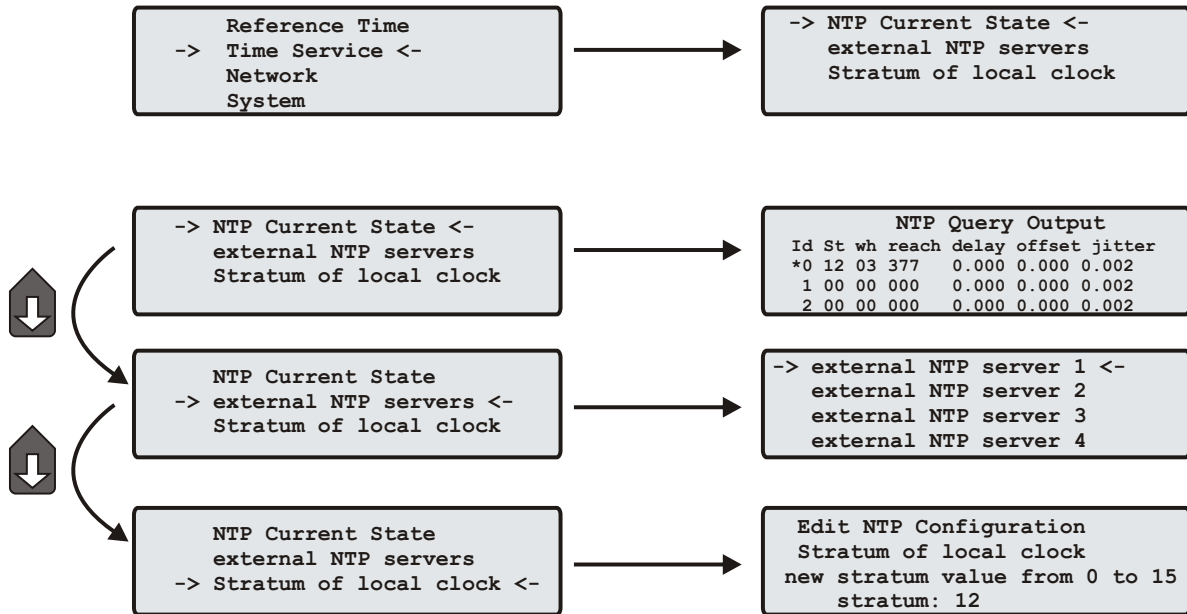 Reference Time
-> Time Service <-
Network
System
-> NTP Current State <-
external NTP servers
Stratum of local clock
-> NTP Current State <-
external NTP servers
Stratum of local clock
NTP Query Output
Id St wh reach delay offset jitter
*0 12 03 377 0.000 0.000 0.002
1 00 00 000 0.000 0.000 0.002
2 00 00 000 0.000 0.000 0.002
NTP Current State
-> external NTP servers <-
Stratum of local clock
-> external NTP server 1 <-
external NTP server 2
external NTP server 3
external NTP server 4
NTP Current State
external NTP servers
-> Stratum of local clock <-
Edit NTP Configuration
Stratum of local clock
new stratum value from 0 to 15
stratum: 12